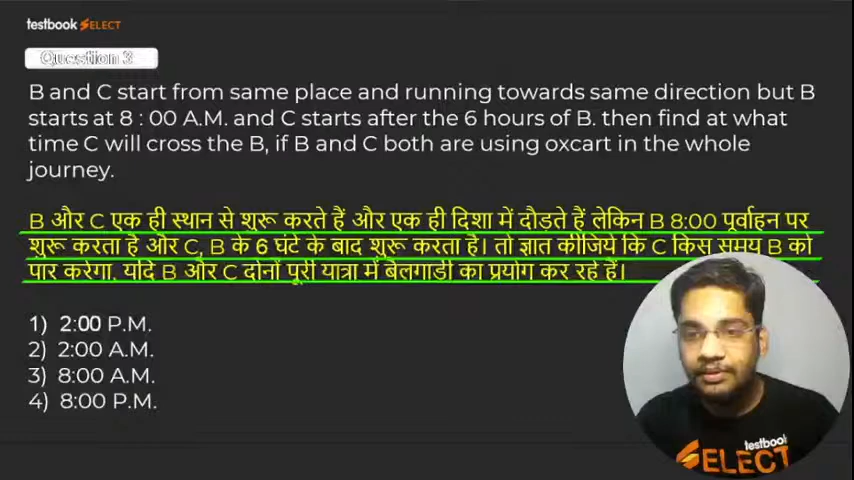 testbook SELECT
Question 3
B and C start from same place and running towards same direction but B
starts at 8 : 00 A.M. and C starts after the 6 hours of B. then find at what
time C will cross the B, if B and C both are using oxcart in the whole
journey.
B और C एक ही स्थान से शुरू करते हैं और एक ही दिशा में दौड़ते हैं लेकिन B 8:00 पूर्वाहन पर
शुरू करता है और C, B के 6 घंटे के बाद शुरू करता है। तो ज्ञात कीजिये कि C किस समय B को
पार करेगा. यदि B और C दोनों पूरी यात्रा में बैलगाडी का प्रयोग कर रहे हैं।
1) 2:00 P.M.
2) 2:00 A.M.
3) 8:00 A.M.
4) 8:00 P.M.
testbook
SELECT